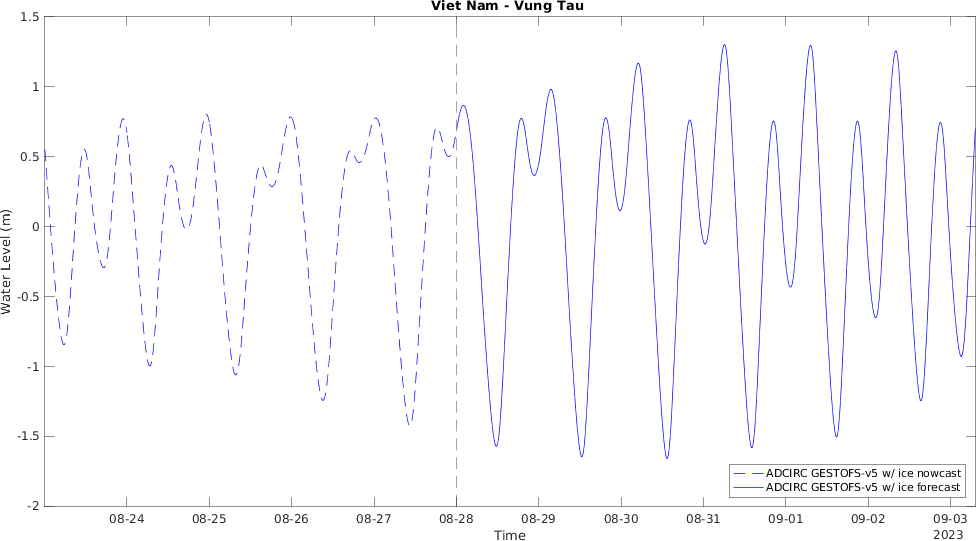 Viet Nam - Vung Tau
1.5
1
0.5
0
-0.5
-1
-1.5
-2
Water Level (m)
08-24 08-25 08-26 08-27 08-28 08-29 08-30 08-31 09-01 09-02 09-03
Time
2023
ADCIRC GESTOFS-v5 w/ ice nowcast
ADCIRC GESTOFS-v5 w/ ice forecast